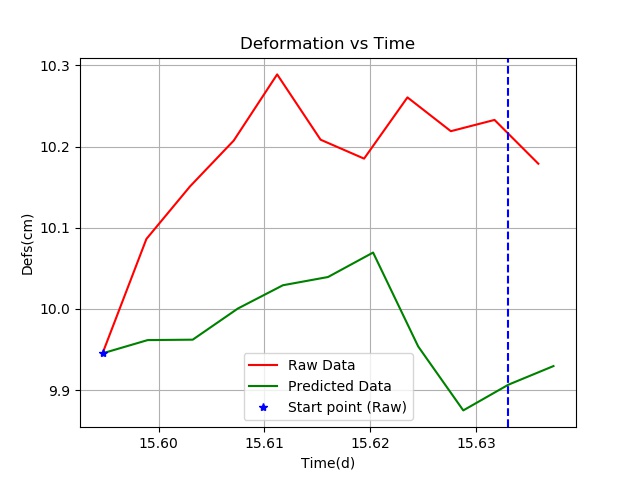 Deformation vs Time
10.3
10.2
10.1
10.0
9.9
Defs(cm)
Raw Data
Predicted Data
Start point (Raw)
15.60
15.61
15.62
15.63
Time(d)